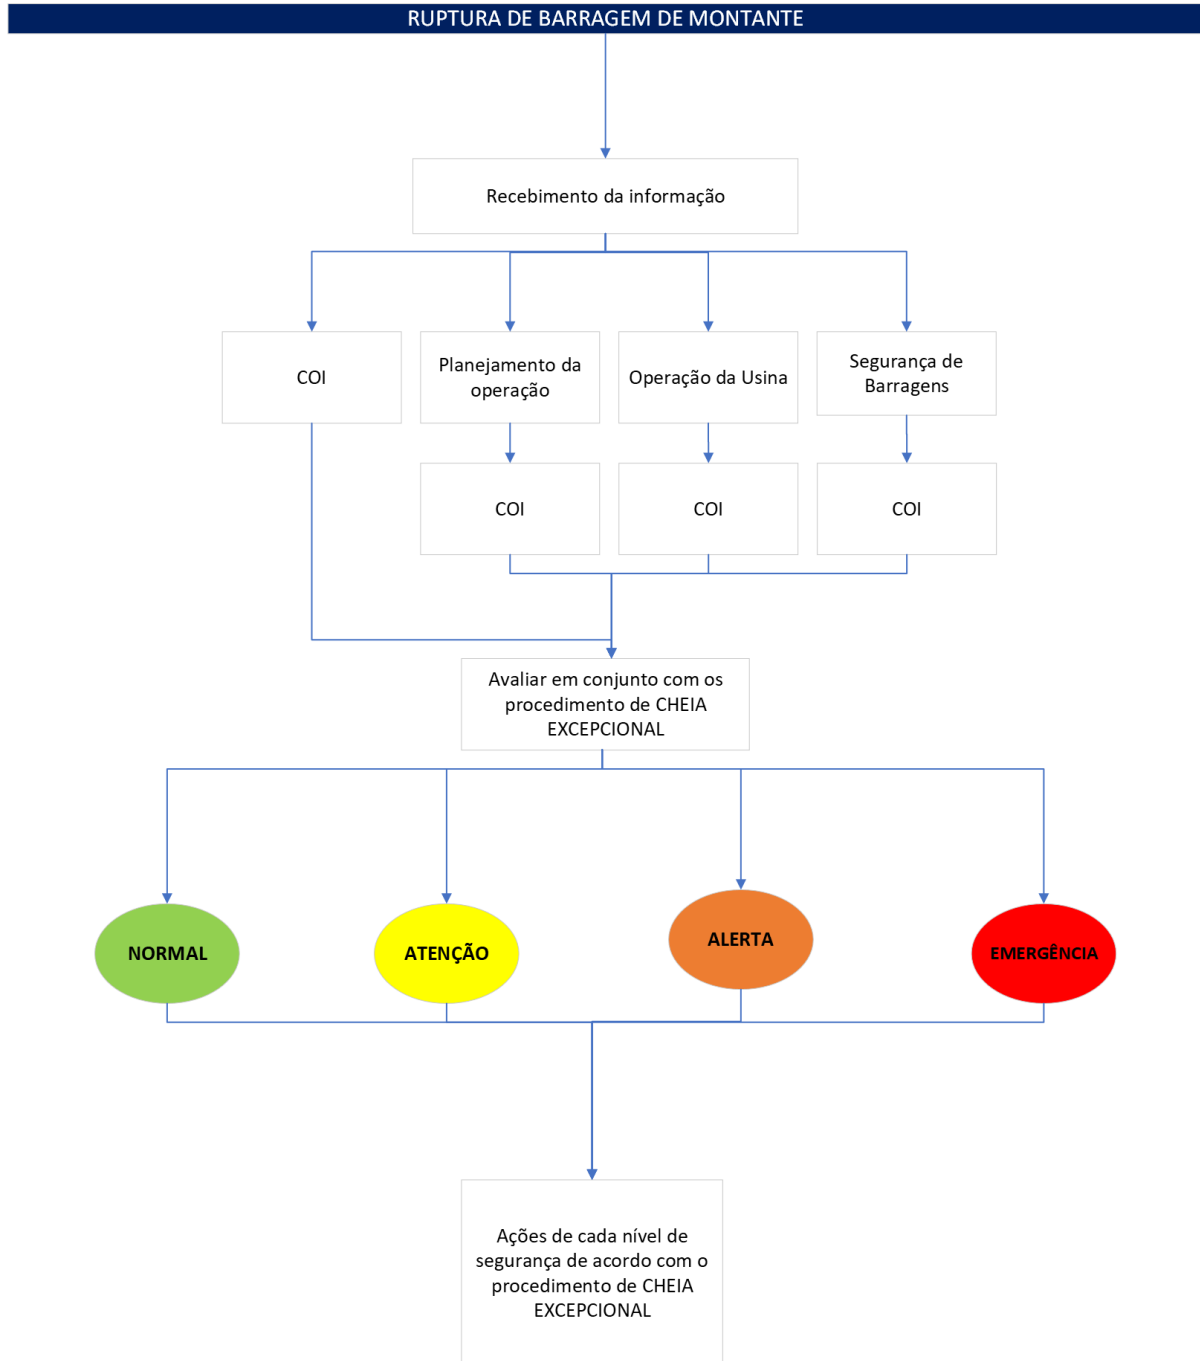 RUPTURA DE BARRAGEM DE MONTANTE
Recebimento da informação
COI
Planejamento da
operação
Operação da Usina
Segurança de
Barragens
COI
COI
COI
Avaliar em conjunto com os
procedimento de CHEIA
EXCEPCIONAL
NORMAL
ATENÇÃO
ALERTA
EMERGÊNCIA
Ações de cada nível de
segurança de acordo com o
procedimento de CHEIA
EXCEPCIONAL